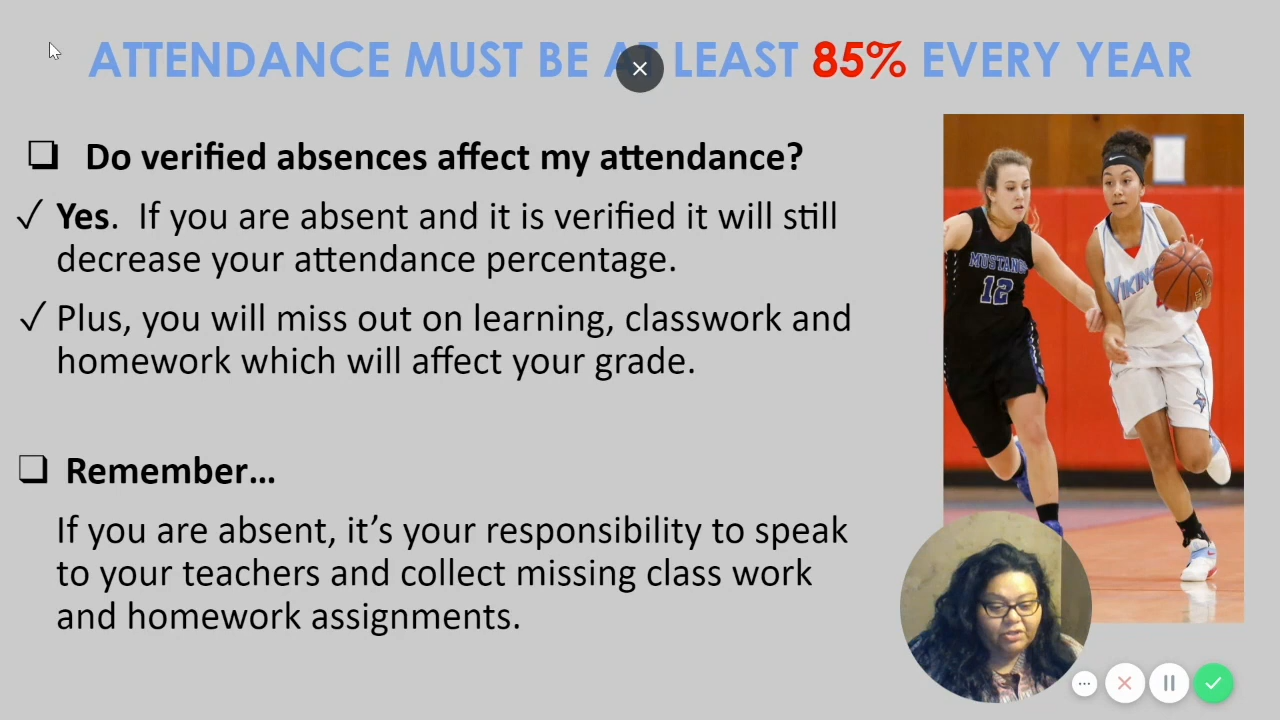 ATTENDANCE MUST BE AT LEAST 85% EVERY YEAR
Do verified absences affect my attendance?
Yes. If you are absent and it is verified it will still
decrease your attendance percentage.
Plus, you will miss out on learning, classwork and
homework which will affect your grade.
Remember...
If you are absent, it’s your responsibility to speak
to your teachers and collect missing class work
and homework assignments.
MUSTANGS
12
VIKINGS